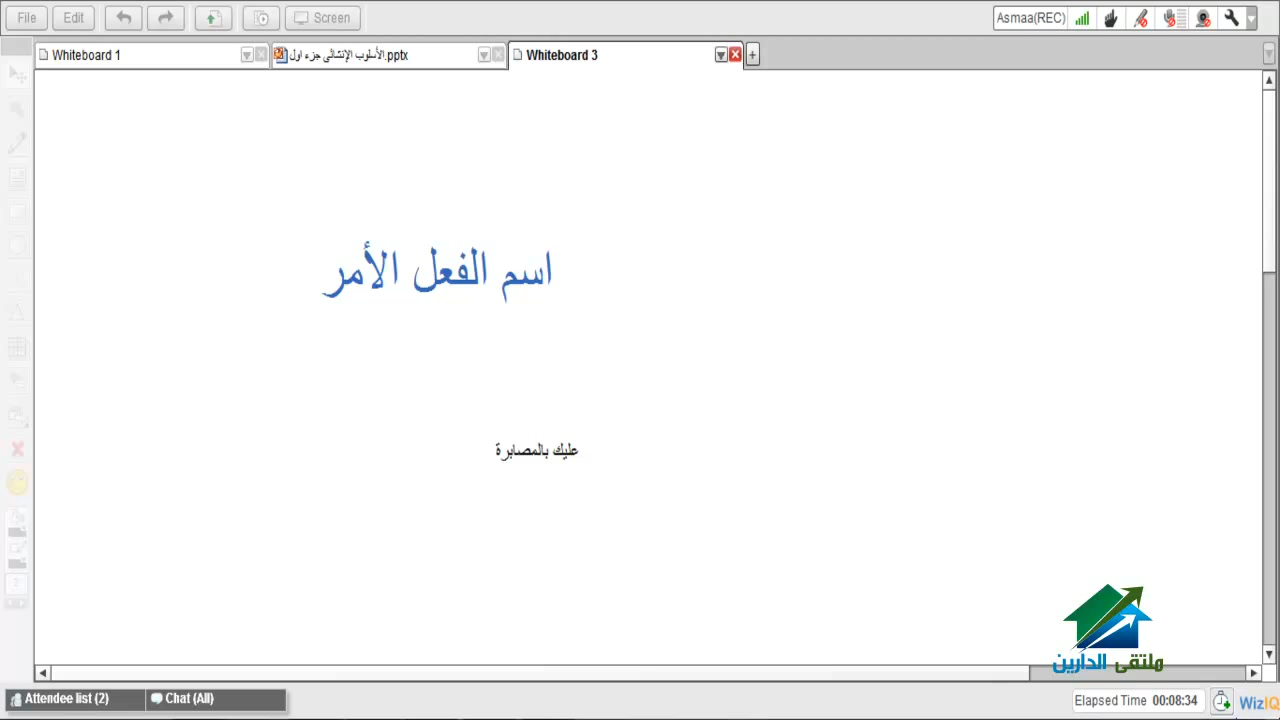 File Edit Screen Asmaa(REC)
Whiteboard 1 الأسلوب الإنشائى جزء اول.pptx Whiteboard 3
اسم الفعل الأمر
عليك بالمصابرة
ملتقى الدارين
Attendee list (2) Chat (All) Elapsed Time 00:08:34 WizIQ